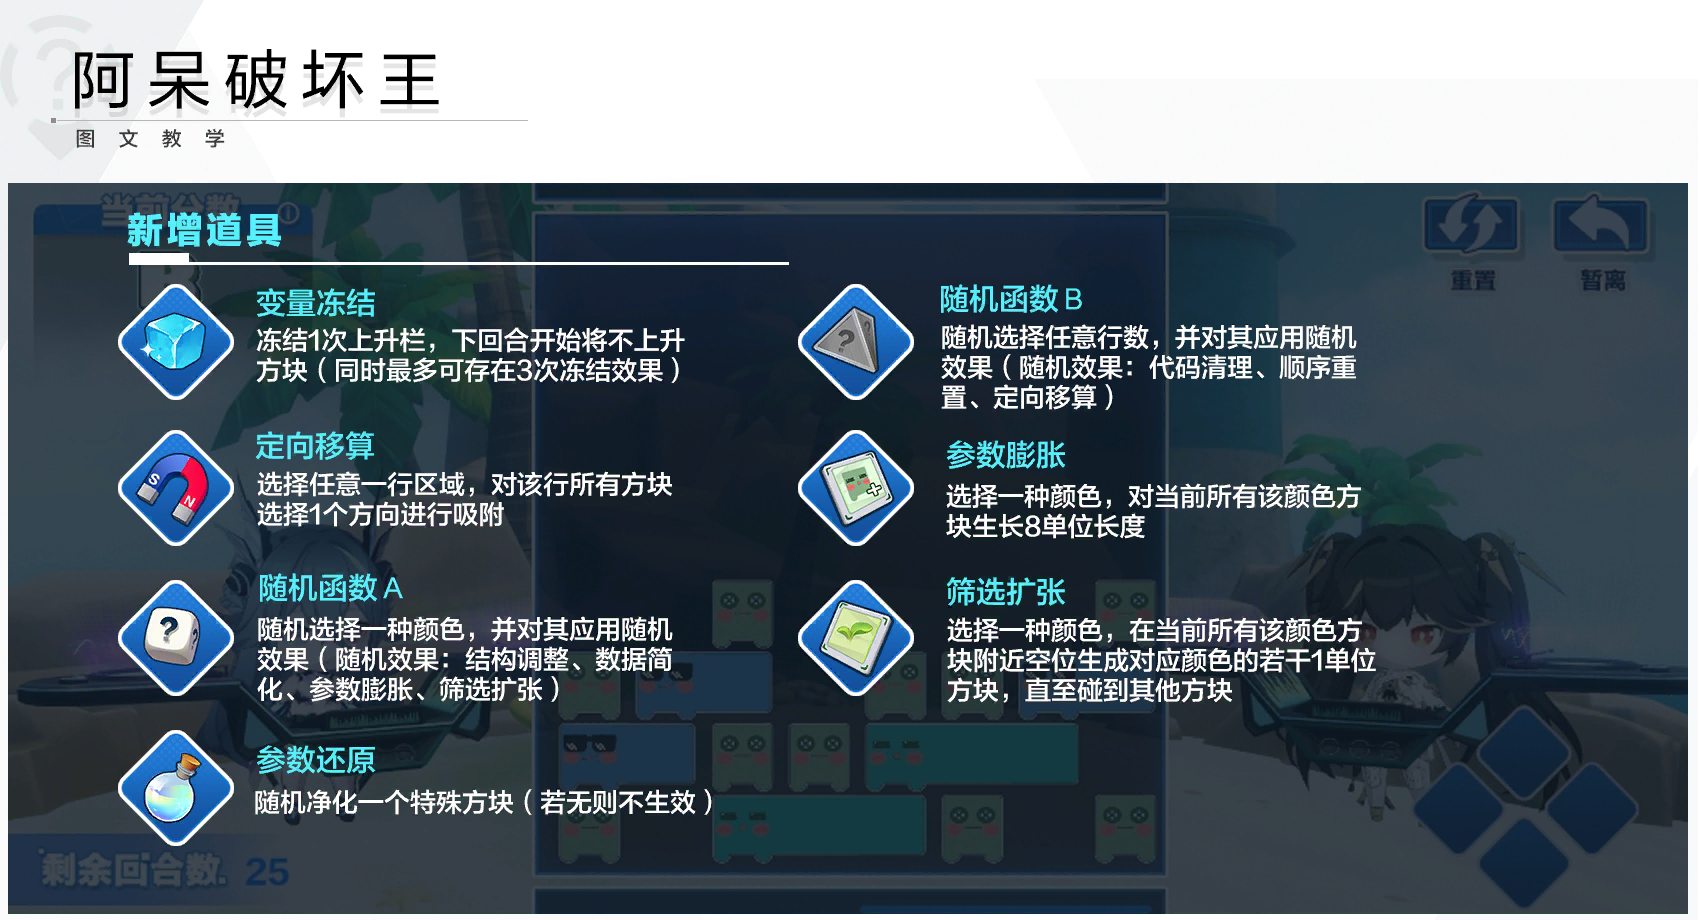 阿呆破坏王
图文教学
当前分数
新增道具
重置
暂离
变量冻结
冻结1次上升栏，下回合开始将不上升
方块（同时最多可存在3次冻结效果）
定向移算
选择任意一行区域，对该行所有方块
选择1个方向进行吸附
S
N
随机函数A
随机选择一种颜色，并对其应用随机
效果（随机效果：结构调整、数据简
化、参数膨胀、筛选扩张）
?
参数还原
随机净化一个特殊方块（若无则不生效）
随机函数B
随机选择任意行数，并对其应用随机
效果（随机效果：代码清理、顺序重
置、定向移算）
?
参数膨胀
选择一种颜色，对当前所有该颜色方
块生长8单位长度
筛选扩张
选择一种颜色，在当前所有该颜色方
块附近空位生成对应颜色的若干1单位
方块，直至碰到其他方块
剩余回合数. 25